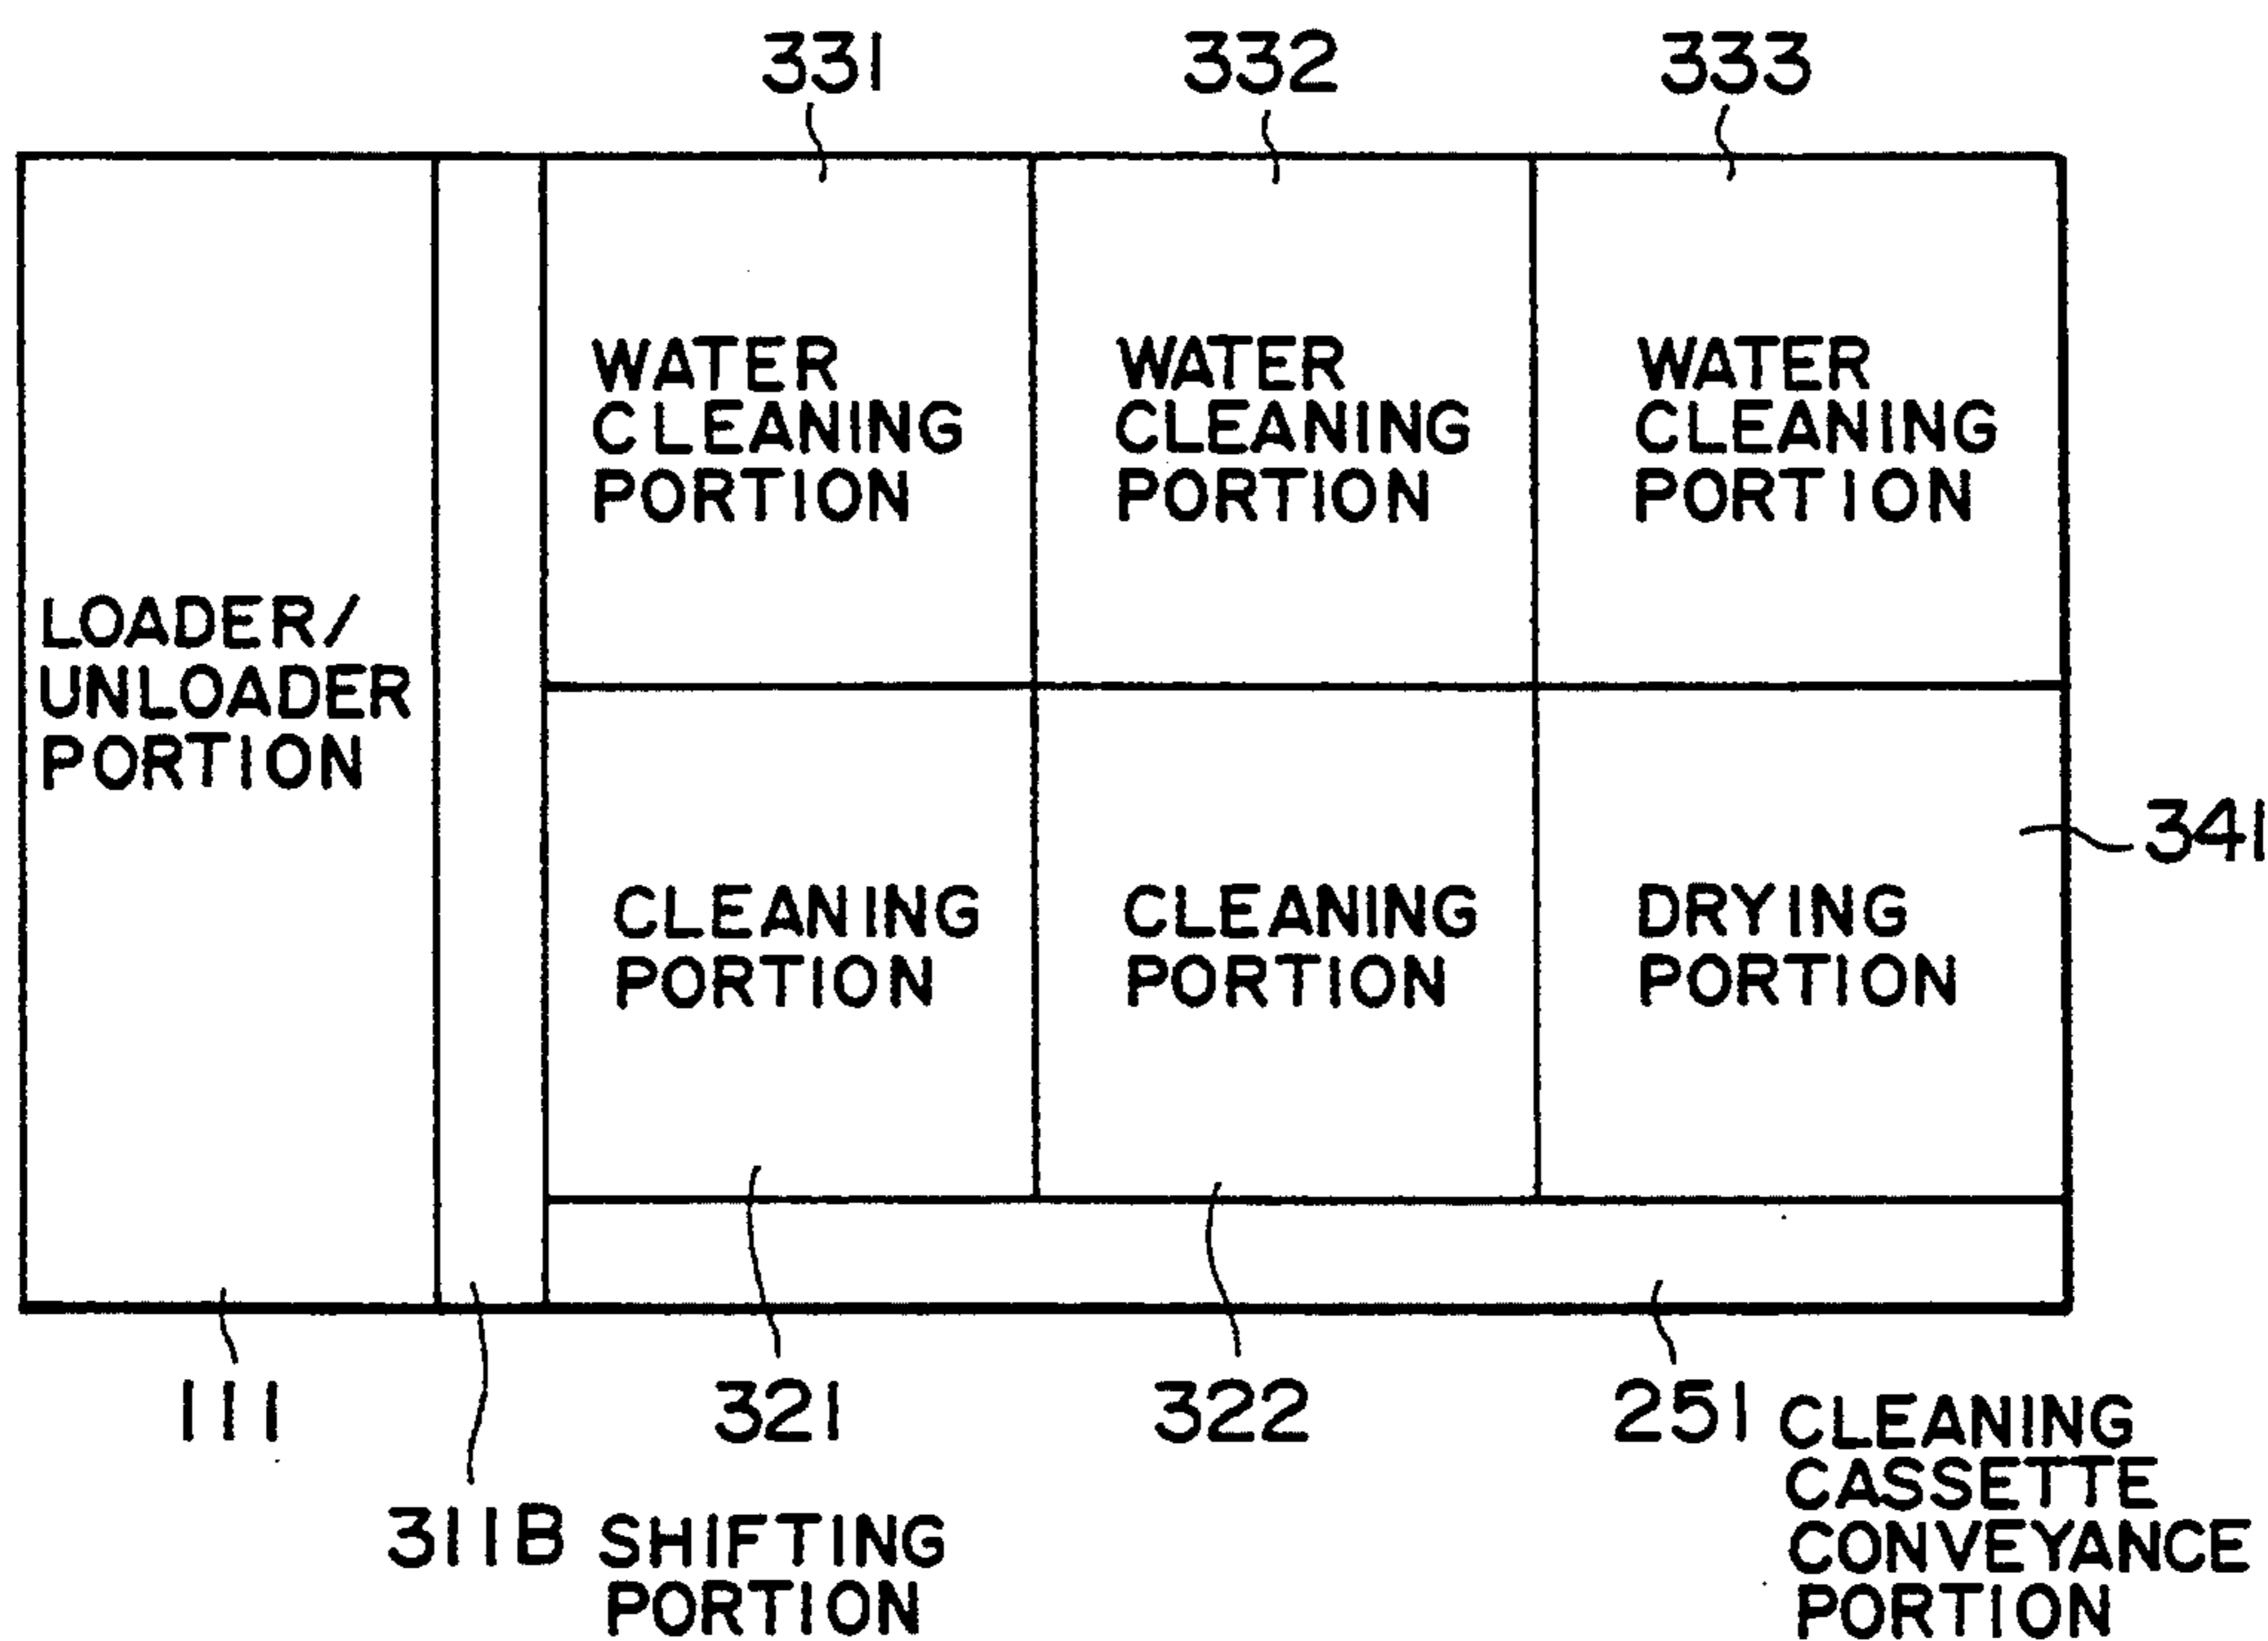 331
332
333
WATER
CLEANING
PORTION
WATER
CLEANING
PORTION
WATER
CLEANING
PORTION
LOADER/
UNLOADER
PORTION
341
CLEANING
PORTION
CLEANING
PORTION
DRYING
PORTION
111
321
322
251 CLEANING
CASSETTE
CONVEYANCE
PORTION
311B SHIFTING
PORTION